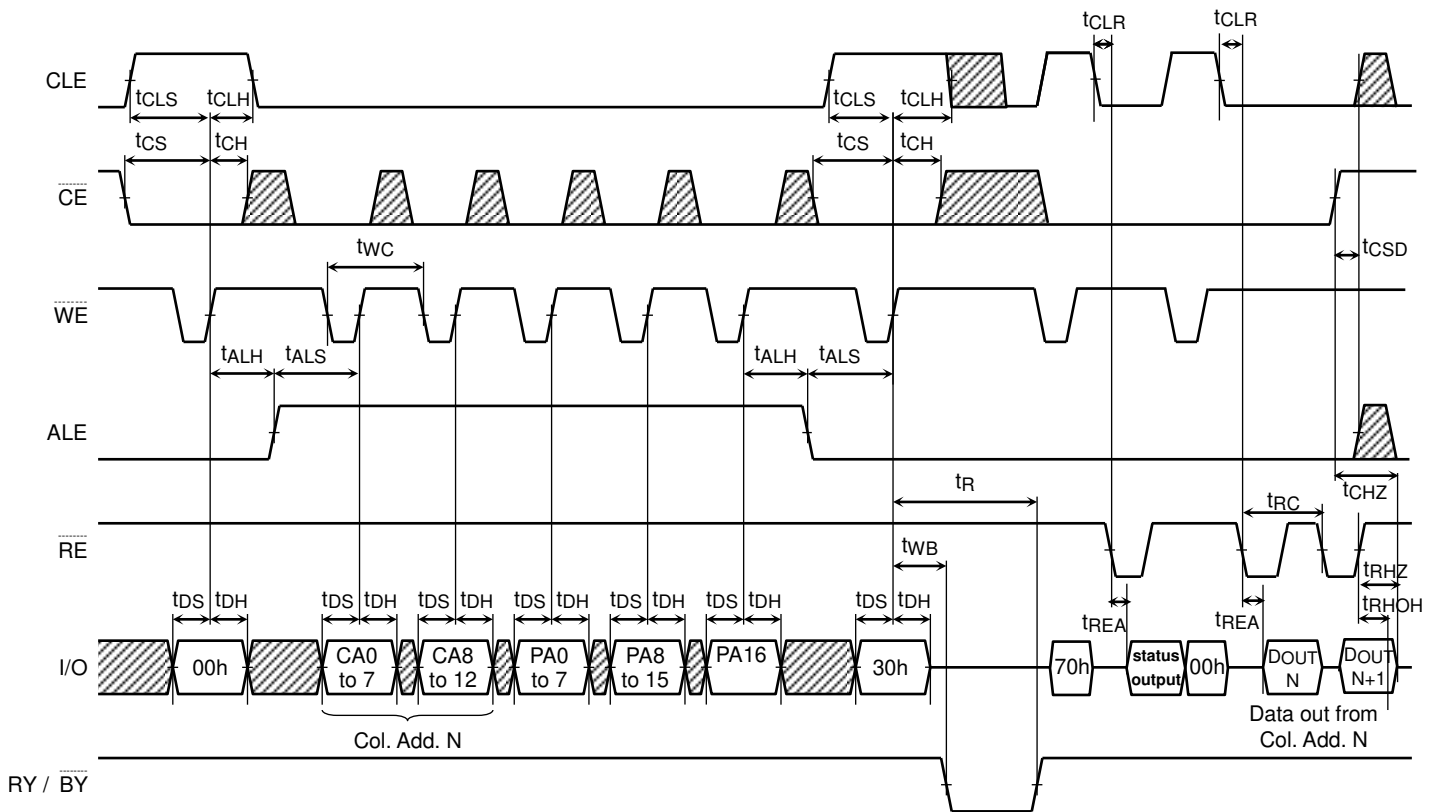 tCLR tCLR
CLE
tCLS tCLH tCLS tCLH
tCS tCH tCS tCH
CE
tWC tCSD
WE
tALH tALS tALH tALS
ALE
tR tCHZ
tRC
RE
tWB
tRHZ
tDS tDH tDS tDH tDS tDH tDS tDH tDS tDH tDS tDH tDS tDH tRHOH
tREA tREA
I/O
00h
CA0
to 7
CA8
to 12
PA0
to 7
PA8
to 15
PA16
30h
70h
status
output
00h
DOUT
N
DOUT
N+1
Col. Add. N
Data out from
Col. Add. N
RY / BY